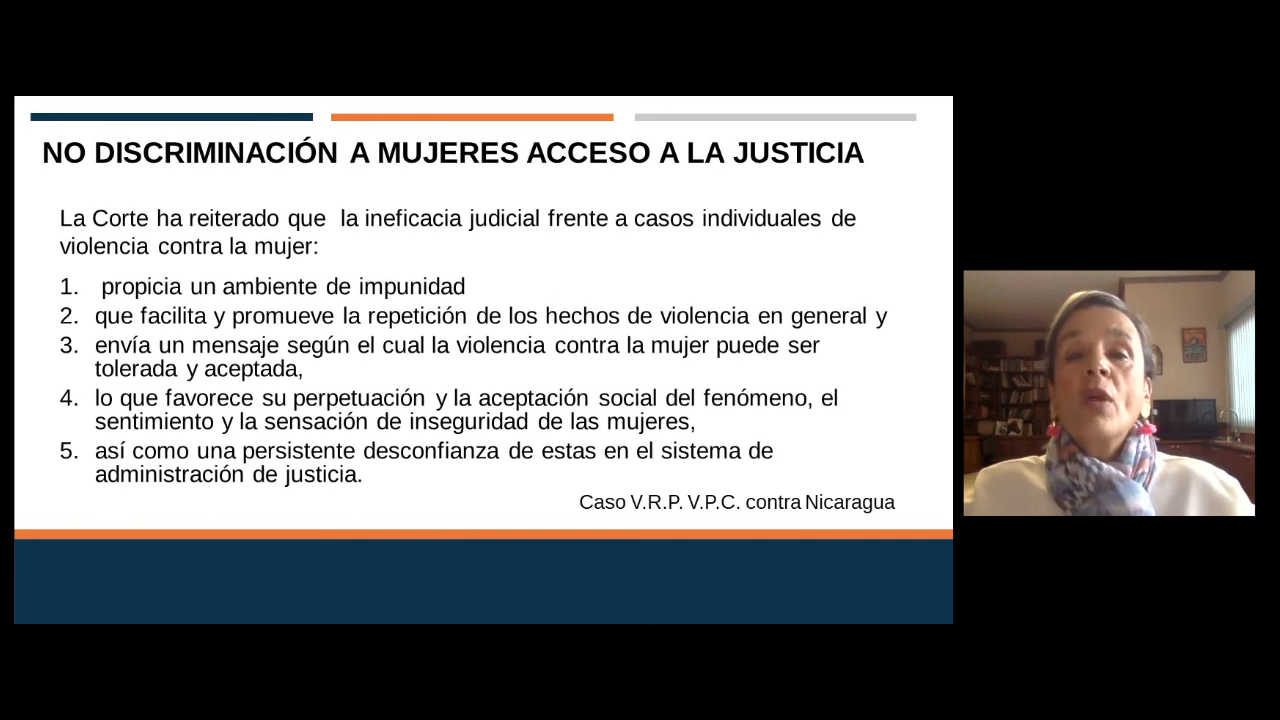 NO DISCRIMINACIÓN A MUJERES ACCESO A LA JUSTICIA
La Corte ha reiterado que la ineficacia judicial frente a casos individuales de
violencia contra la mujer:
1. propicia un ambiente de impunidad
2. que facilita y promueve la repetición de los hechos de violencia en general y
3. envía un mensaje según el cual la violencia contra la mujer puede ser
tolerada y aceptada,
4. lo que favorece su perpetuación y la aceptación social del fenómeno, el
sentimiento y la sensación de inseguridad de las mujeres,
5. así como una persistente desconfianza de estas en el sistema de
administración de justicia.
Caso V.R.P. V.P.C. contra Nicaragua